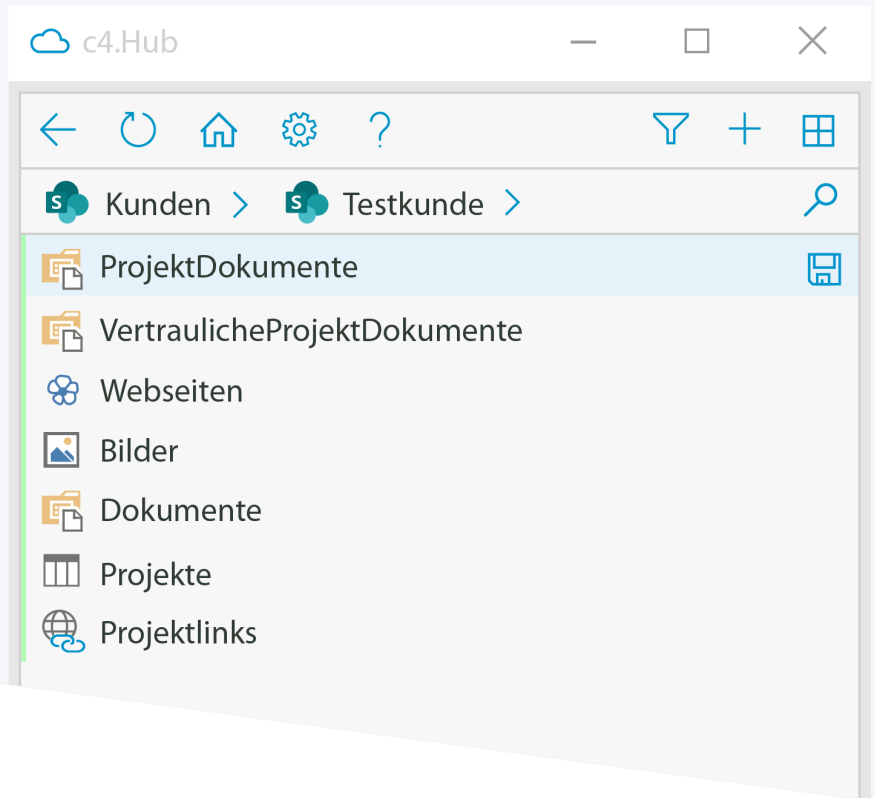 c4.Hub
S Kunden S Testkunde
ProjektDokumente
VertraulicheProjektDokumente
Webseiten
Bilder
Dokumente
Projekte
Projektlinks